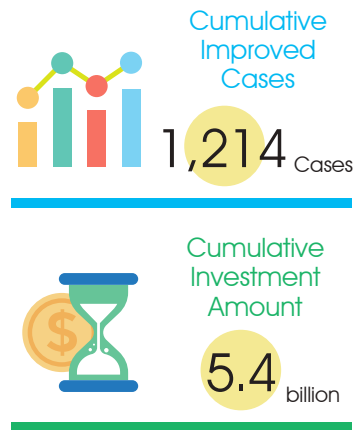 Cumulative
Improved
Cases
1,214 Cases
$
Cumulative
Investment
Amount
5.4 billion